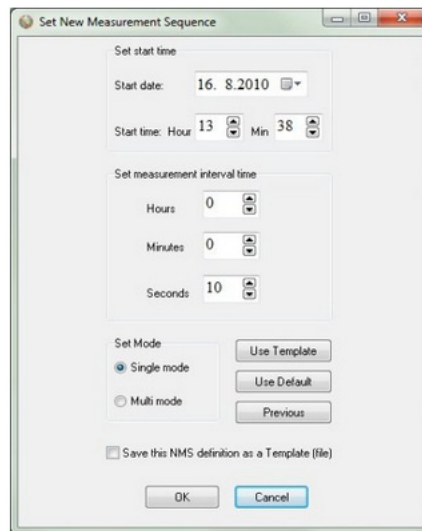 Set New Measurement Sequence
Set start time
Start date: 16. 8.2010
Start time: Hour 13 Min 38
Set measurement interval time
Hours 0
Minutes 0
Seconds 10
Set Mode
Single mode
Multi mode
Use Template
Use Default
Previous
Save this NMS definition as a Template (file)
OK Cancel